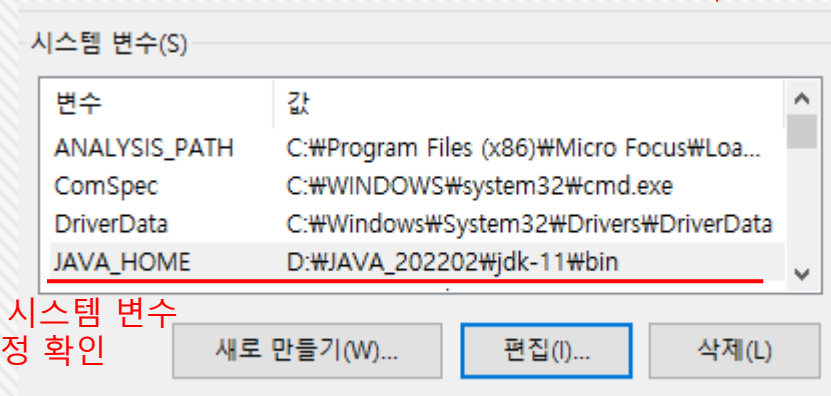 시스템 변수(S)
변수 값
ANALYSIS_PATH C:₩Program Files (x86)₩Micro Focus₩Loa...
ComSpec C:₩WINDOWS₩system32₩cmd.exe
DriverData C:₩Windows₩System32₩Drivers₩DriverData
JAVA_HOME D:₩JAVA_202202₩jdk-11₩bin
시스템 변수
정 확인
새로 만들기(W)... 편집(I)... 삭제(L)